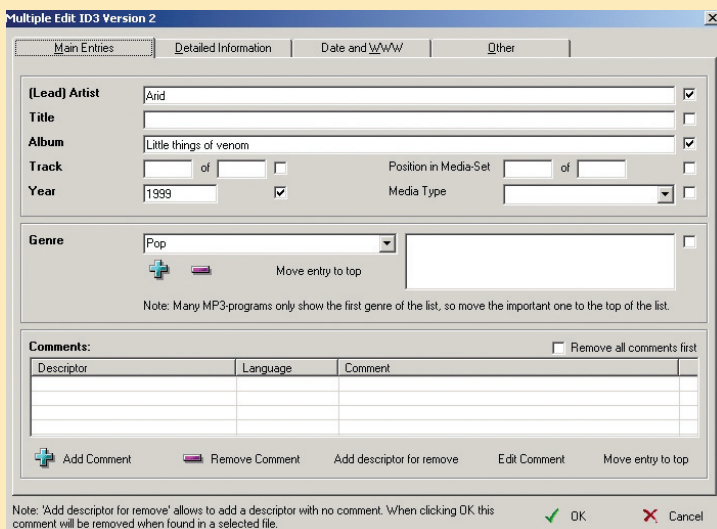 Multiple Edit ID3 Version 2
Main Entries Detailed Information Date and WWW Other
(Lead) Artist Arid
Title
Album Little things of venom
Track of Position in Media-Set of
Year 1999 Media Type
Genre Pop
Move entry to top
Note: Many MP3-programs only show the first genre of the list, so move the important one to the top of the list.
Comments: Remove all comments first
Descriptor Language Comment
Add Comment Remove Comment Add descriptor for remove Edit Comment Move entry to top
Note: 'Add descriptor for remove' allows to add a descriptor with no comment. When clicking OK this
comment will be removed when found in a selected file.
OK Cancel